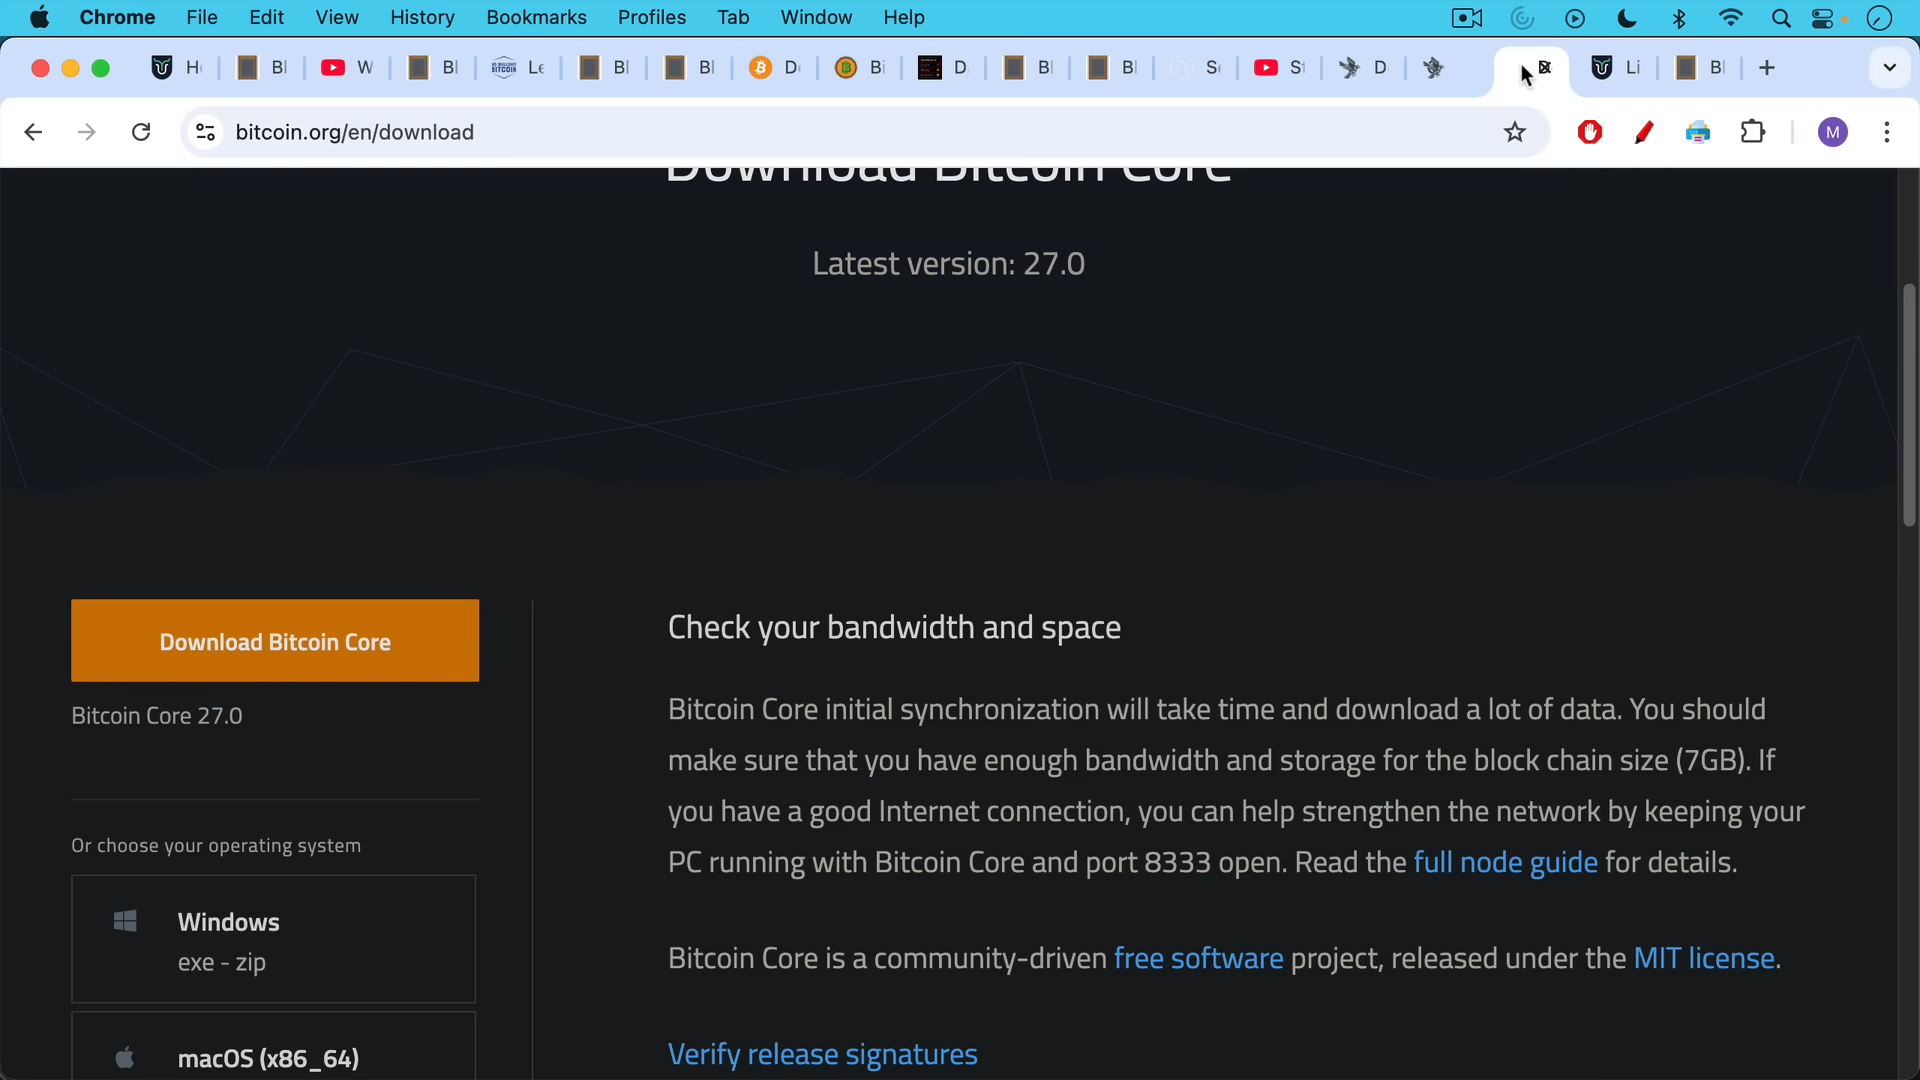 Chrome File Edit View History Bookmarks Profiles Tab Window Help
bitcoin.org/en/download
M
Download Bitcoin Core
Latest version: 27.0
Download Bitcoin Core
Bitcoin Core 27.0
Or choose your operating system
Windows
exe - zip
macOS (x86_64)
Check your bandwidth and space
Bitcoin Core initial synchronization will take time and download a lot of data. You should
make sure that you have enough bandwidth and storage for the block chain size (7GB). If
you have a good Internet connection, you can help strengthen the network by keeping your
PC running with Bitcoin Core and port 8333 open. Read the full node guide for details.
Bitcoin Core is a community-driven free software project, released under the MIT license.
Verify release signatures